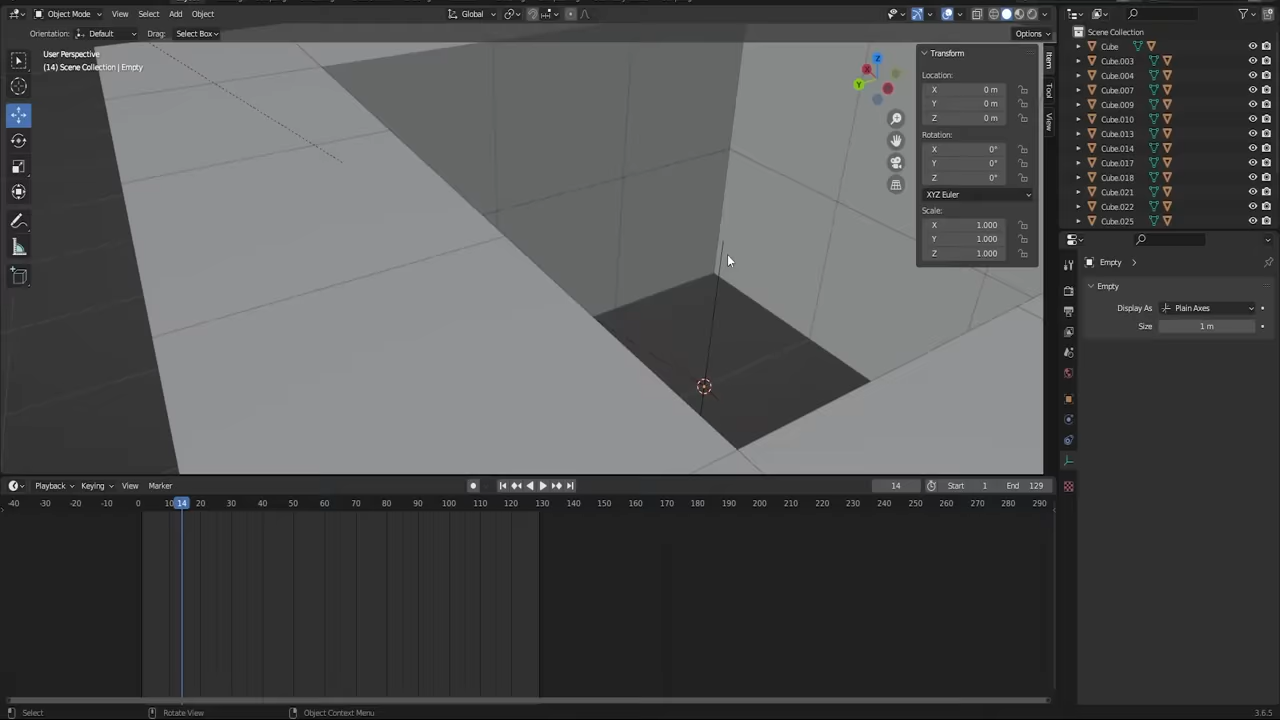 Object Mode View Select Add Object Global
Orientation: Default Drag: Select Box Options
User Perspective
(14) Scene Collection | Empty
Z
X
Y
Transform
Location:
X 0 m
Y 0 m
Z 0 m
Rotation:
X 0°
Y 0°
Z 0°
XYZ Euler
Scale:
X 1.000
Y 1.000
Z 1.000
Item
Tool
View
Scene Collection
Cube
Cube.003
Cube.004
Cube.007
Cube.009
Cube.010
Cube.013
Cube.014
Cube.017
Cube.018
Cube.021
Cube.022
Cube.025
Empty
Empty
Display As Plain Axes
Size 1 m
Playback Keying View Marker 14 Start 1 End 129
-40 -30 -20 -10 0 10 14 20 30 40 50 60 70 80 90 100 110 120 130 140 150 160 170 180 190 200 210 220 230 240 250 260 270 280 290
Select Rotate View Object Context Menu 3.6.5